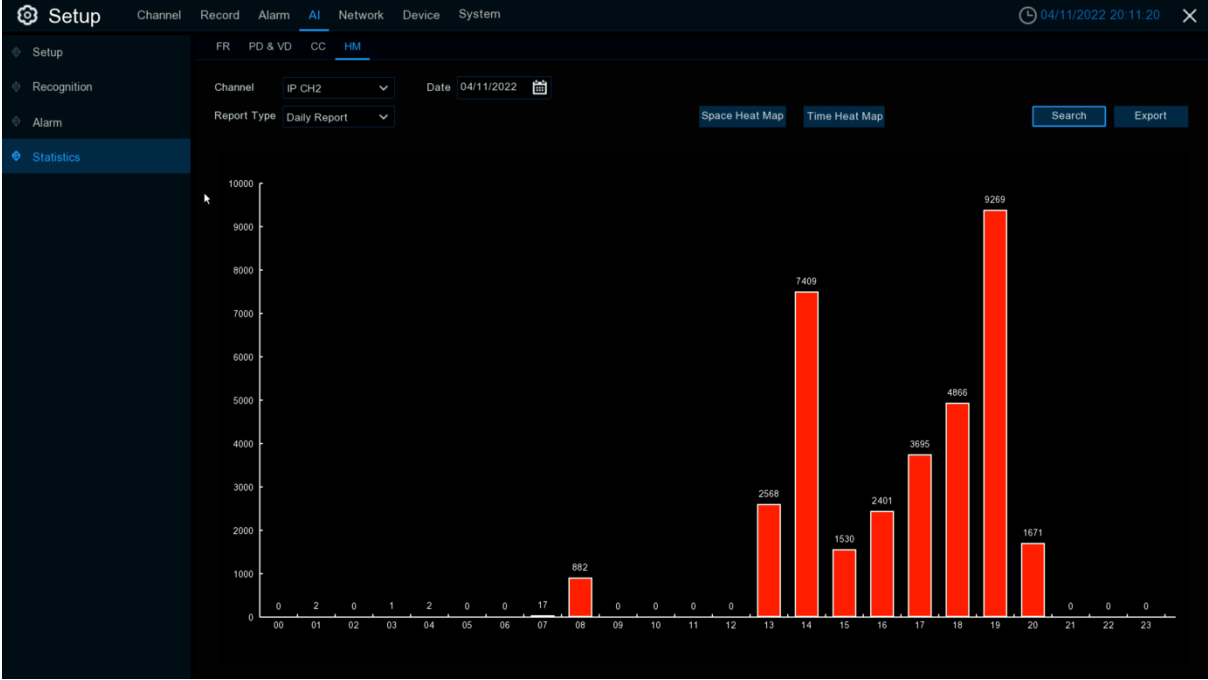 Setup Channel Record Alarm AI Network Device System 04/11/2022 20:11:20
Setup
Recognition
Alarm
Statistics
FR PD & VD CC HM
Channel IP CH2 Date 04/11/2022
Report Type Daily Report Space Heat Map Time Heat Map Search Export
10000
9000
8000
7000
6000
5000
4000
3000
2000
1000
0
0 2 0 1 2 0 0 17 882 0 0 0 0 2568 7409 1530 2401 3695 4866 9269 1671 0 0 0
00 01 02 03 04 05 06 07 08 09 10 11 12 13 14 15 16 17 18 19 20 21 22 23